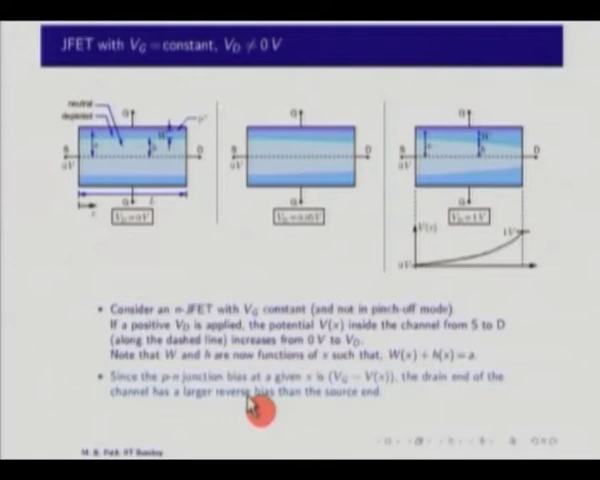 JFET with V_G = constant, V_D ≠ 0 V
neutral
depleted
G
p+
S
D
0 V
G
L
V_D = 0 V
G
S
D
G
G
W
h
a
S
D
0 V
G
V_D = 1 V
V(x)
1 V
0 V
Consider an n-JFET with V_G constant (and not in pinch-off mode)
If a positive V_D is applied, the potential V(x) inside the channel from S to D
(along the dashed line) increases from 0 V to V_D.
Note that W and h are now functions of x such that, W(x) + h(x) = a.
Since the p-n junction bias at a given x is (V_G − V(x)), the drain end of the
channel has a larger reverse bias than the source end.
M. B. Patil, IIT Bombay